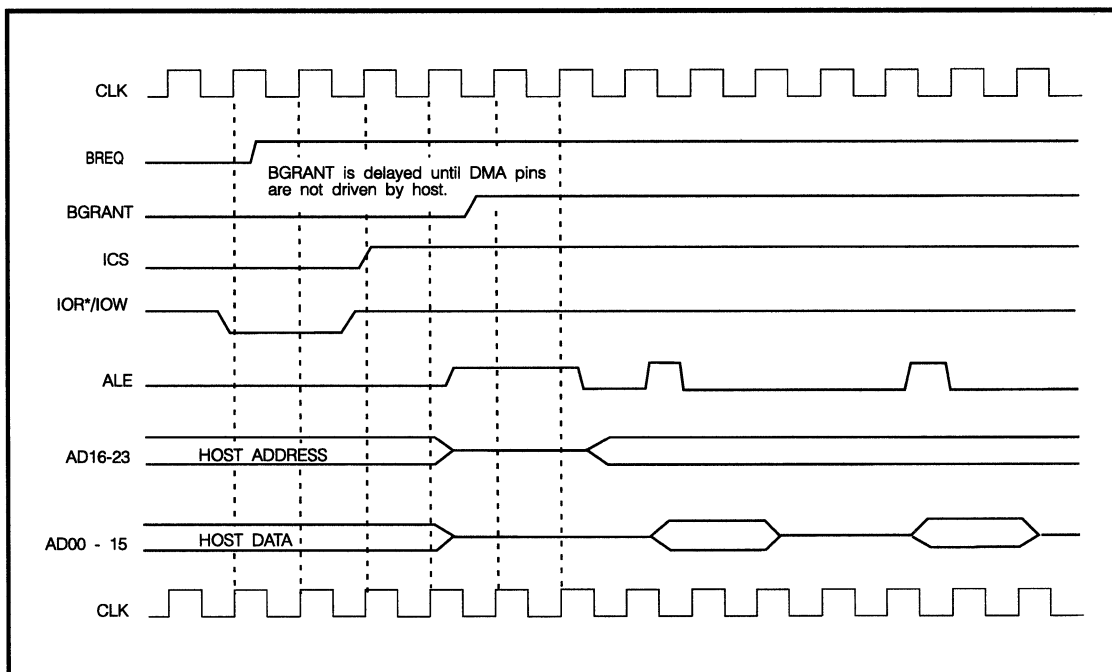 CLK
BREQ
BGRANT is delayed until DMA pins
are not driven by host.
BGRANT
ICS
IOR*/IOW
ALE
AD16-23
HOST ADDRESS
AD00 - 15
HOST DATA
CLK